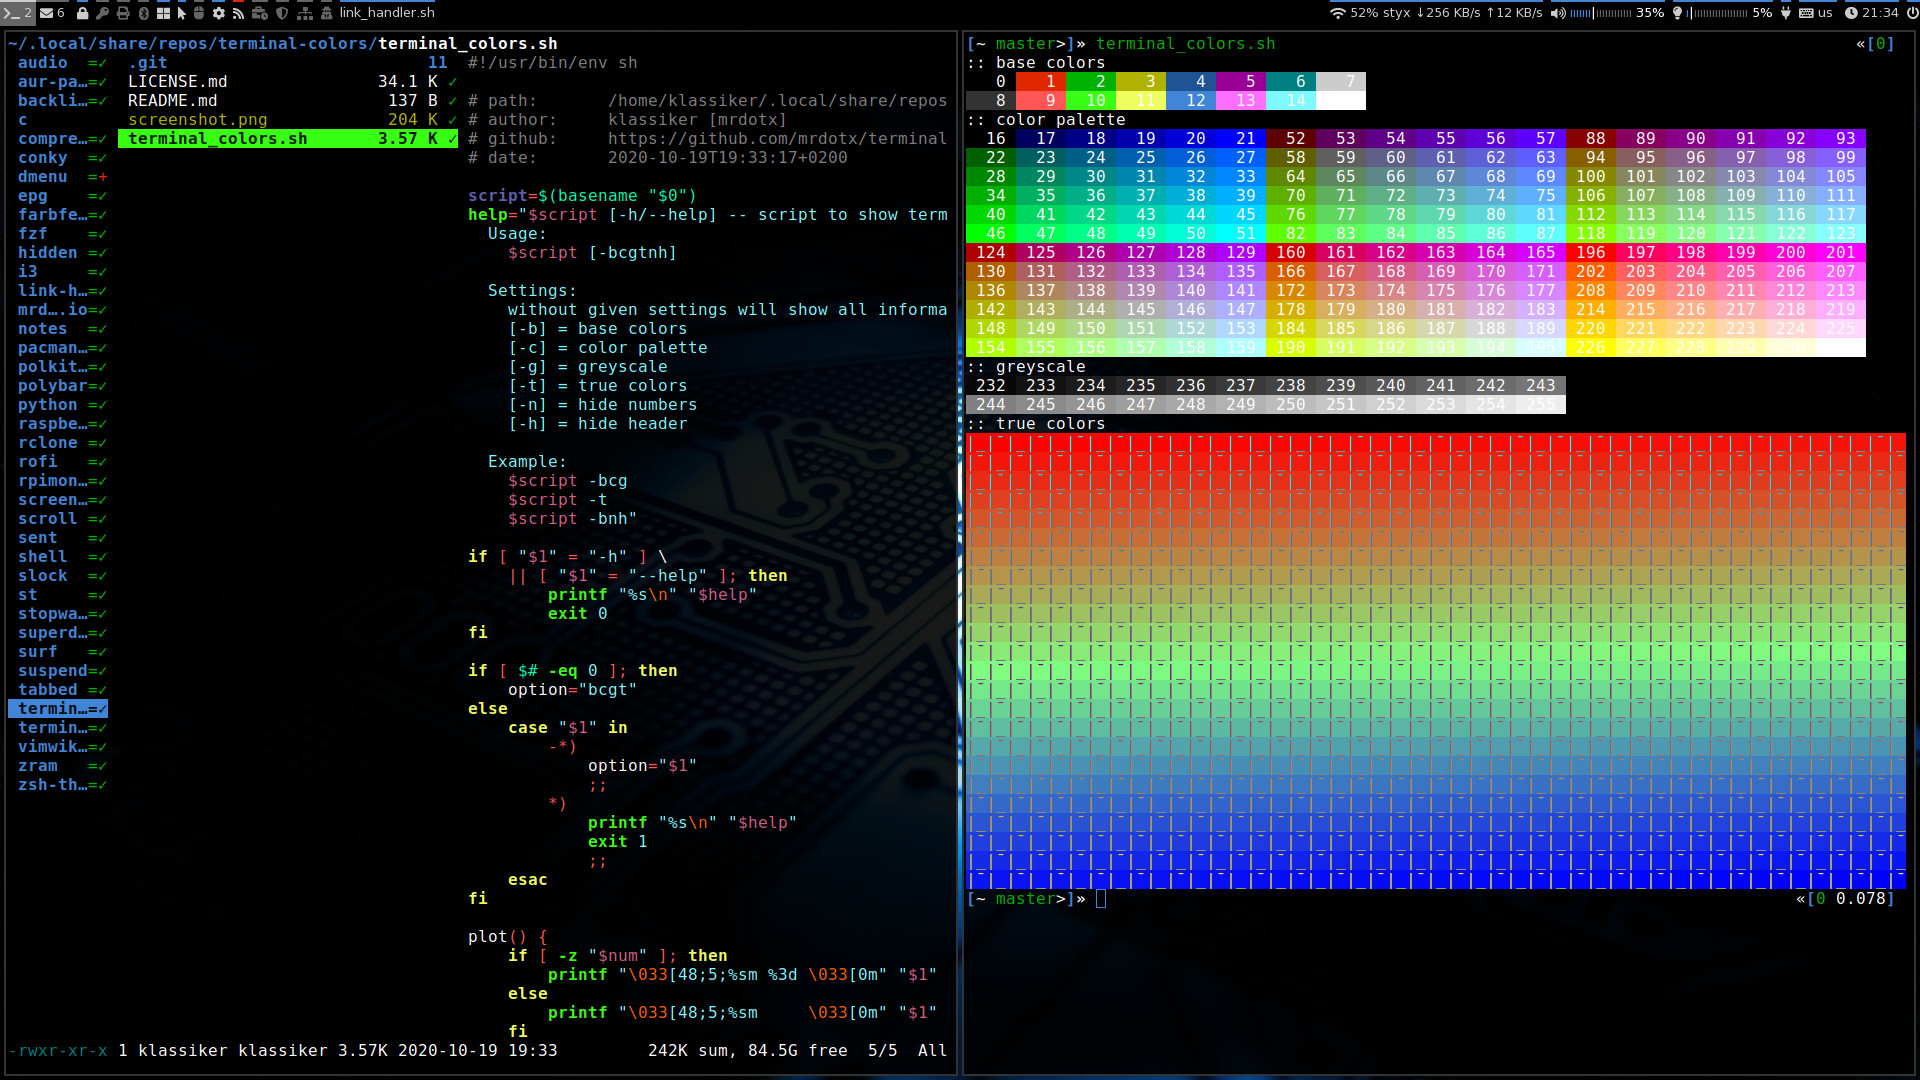 2 6 link_handler.sh 52% styx ↓256 KB/s ↑12 KB/s 35% 5% us 21:34
~/.local/share/repos/terminal-colors/terminal_colors.sh
audio =✓
aur-pa…=✓
backli…=✓
c
compre…=✓
conky =✓
dmenu =+
epg =✓
farbfe…=✓
fzf =✓
hidden =✓
i3 =✓
link-h…=✓
mrd….io=✓
notes =✓
pacman…=✓
polkit…=✓
polybar=✓
python =✓
raspbe…=✓
rclone =✓
rofi =✓
rpimon…=✓
screen…=✓
scroll =✓
sent =✓
shell =✓
slock =✓
st =✓
stopwa…=✓
superd…=✓
surf =✓
suspend=✓
tabbed =✓
termin…=✓
termin…=✓
vimwik…=✓
zram =✓
zsh-th…=✓
.git 11
LICENSE.md 34.1 K ✓
README.md 137 B ✓
screenshot.png 204 K ✓
terminal_colors.sh 3.57 K ✓
#!/usr/bin/env sh
# path: /home/klassiker/.local/share/repos
# author: klassiker [mrdotx]
# github: https://github.com/mrdotx/terminal
# date: 2020-10-19T19:33:17+0200
script=$(basename "$0")
help="$script [-h/--help] -- script to show term
Usage:
$script [-bcgtnh]
Settings:
without given settings will show all informa
[-b] = base colors
[-c] = color palette
[-g] = greyscale
[-t] = true colors
[-n] = hide numbers
[-h] = hide header
Example:
$script -bcg
$script -t
$script -bnh"
if [ "$1" = "-h" ] \
|| [ "$1" = "--help" ]; then
printf "%s\n" "$help"
exit 0
fi
if [ $# -eq 0 ]; then
option="bcgt"
else
case "$1" in
-*)
option="$1"
;;
*)
printf "%s\n" "$help"
exit 1
;;
esac
fi
plot() {
if [ -z "$num" ]; then
printf "\033[48;5;%sm %3d \033[0m" "$1"
else
printf "\033[48;5;%sm     \033[0m" "$1"
fi
-rwxr-xr-x 1 klassiker klassiker 3.57K 2020-10-19 19:33 242K sum, 84.5G free 5/5 All
[~ master>]» terminal_colors.sh «[0]
:: base colors
0 1 2 3 4 5 6 7
8 9 10 11 12 13 14
:: color palette
16 17 18 19 20 21 52 53 54 55 56 57 88 89 90 91 92 93
22 23 24 25 26 27 58 59 60 61 62 63 94 95 96 97 98 99
28 29 30 31 32 33 64 65 66 67 68 69 100 101 102 103 104 105
34 35 36 37 38 39 70 71 72 73 74 75 106 107 108 109 110 111
40 41 42 43 44 45 76 77 78 79 80 81 112 113 114 115 116 117
46 47 48 49 50 51 82 83 84 85 86 87 118 119 120 121 122 123
124 125 126 127 128 129 160 161 162 163 164 165 196 197 198 199 200 201
130 131 132 133 134 135 166 167 168 169 170 171 202 203 204 205 206 207
136 137 138 139 140 141 172 173 174 175 176 177 208 209 210 211 212 213
142 143 144 145 146 147 178 179 180 181 182 183 214 215 216 217 218 219
148 149 150 151 152 153 184 185 186 187 188 189 220 221 222 223 224 225
154 155 156 157 158 159 190 191 192 193 194 195 226 227 228 229 230
:: greyscale
232 233 234 235 236 237 238 239 240 241 242 243
244 245 246 247 248 249 250 251 252 253 254 255
:: true colors
[~ master>]» «[0 0.078]